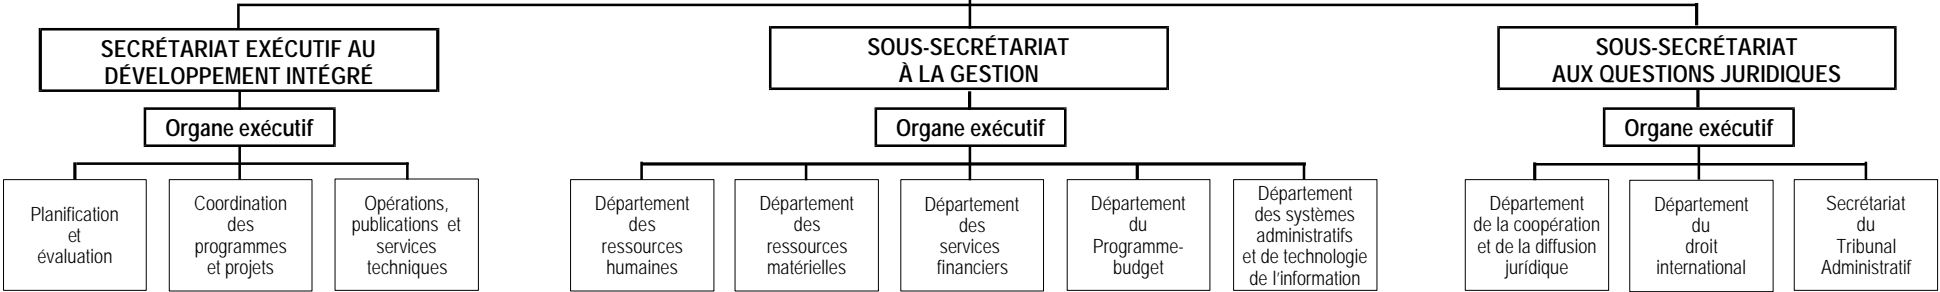 SECRÉTARIAT EXÉCUTIF AU
DÉVELOPPEMENT INTÉGRÉ
Organe exécutif
Planification
et
évaluation
Coordination
des
programmes
et projets
Opérations,
publications et
services
techniques
SOUS-SECRÉTARIAT
À LA GESTION
Organe exécutif
Département
des
ressources
humaines
Département
des
ressources
matérielles
Département
des
services
financiers
Département
du
Programme-
budget
Département
des systèmes
administratifs
et de technologie
de l'information
SOUS-SECRÉTARIAT
AUX QUESTIONS JURIDIQUES
Organe exécutif
Département
de la coopération
et de la diffusion
jurídique
Département
du
droit
international
Secrétariat
du
Tribunal
Administratif